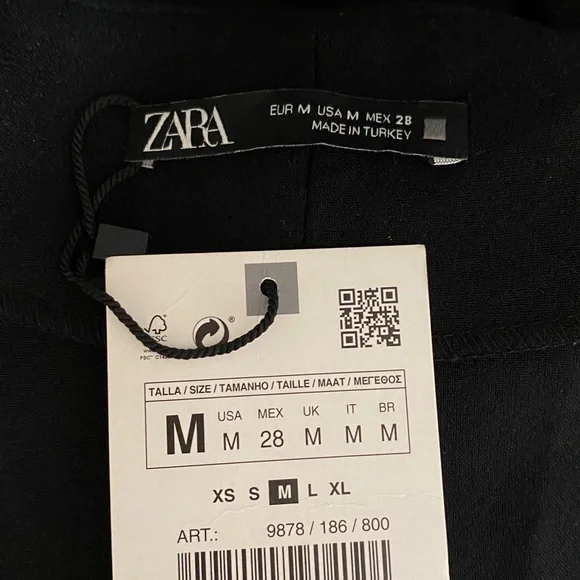 ZARA
EUR M USA M MEX 28
MADE IN TURKEY
FSC
TALLA / SIZE / TAMANHO / TAILLE / MAAT / ΜΕΓΕΘΟΣ
M
USA MEX UK IT BR
M 28 M M M
XS S M L XL
ART.: 9878 / 186 / 800